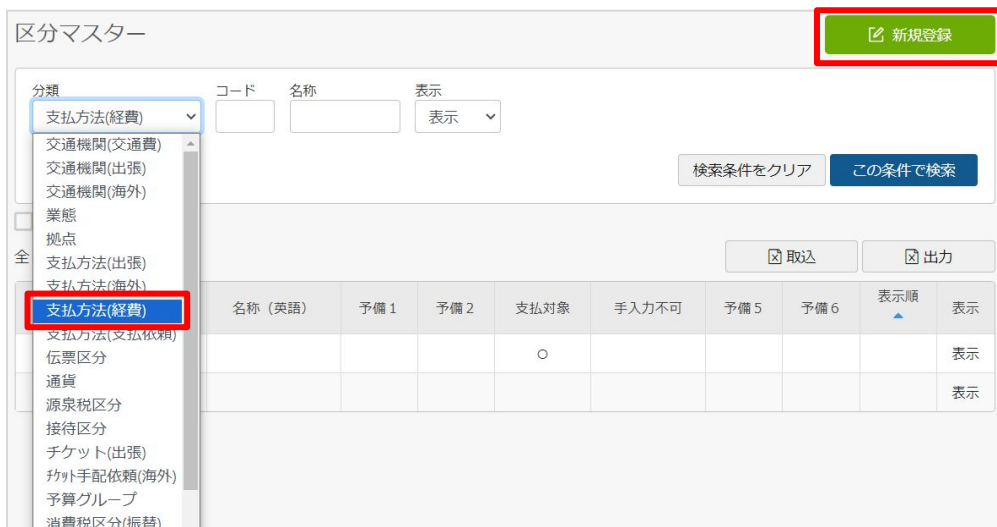 区分マスター
新規登録
分類
コード
名称
表示
支払方法(経費)
表示
交通機関(交通費)
交通機関(出張)
交通機関(海外)
業態
拠点
支払方法(出張)
支払方法(海外)
支払方法(経費)
支払方法(支払依頼)
伝票区分
通貨
源泉税区分
接待区分
チケット(出張)
ﾁｹｯﾄ手配依頼(海外)
予算グループ
消費税区分(振替)
検索条件をクリア
この条件で検索
全
取込
出力
名称（英語）
予備1
予備2
支払対象
手入力不可
予備5
予備6
表示順
表示
○
表示
表示